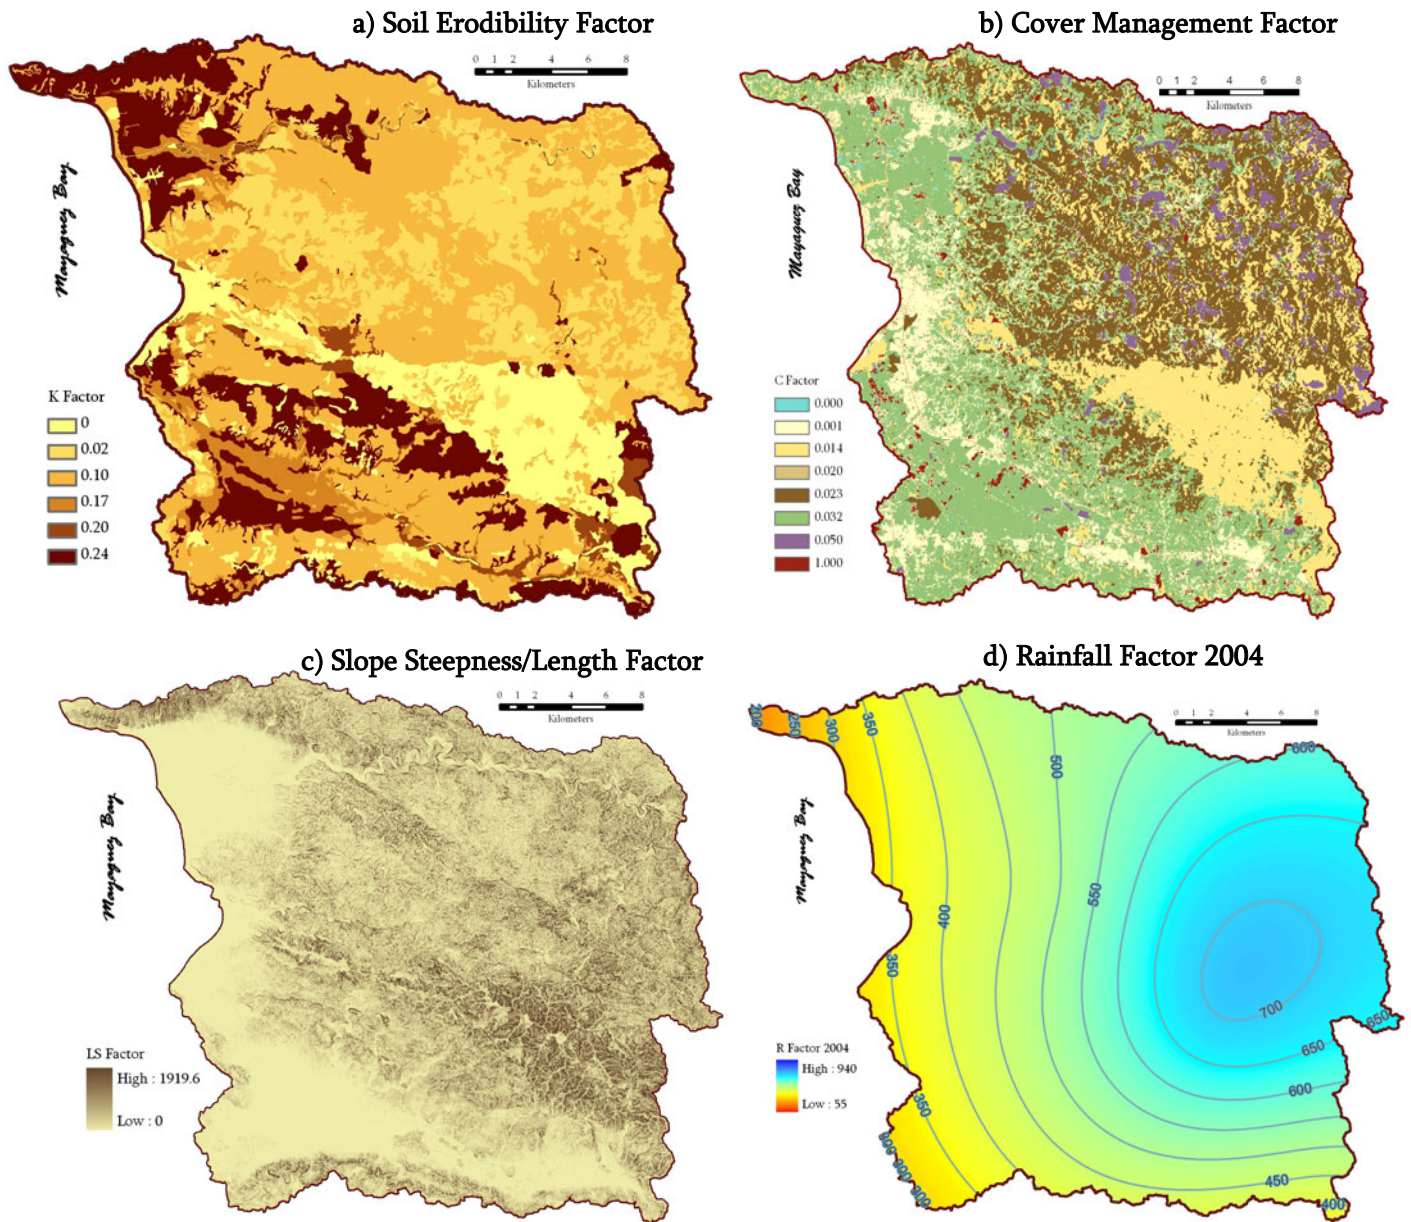 a) Soil Erodibility Factor
0 1 2 4 6 8
Kilometers
Mayaguez Bay
K Factor
0
0.02
0.10
0.17
0.20
0.24
b) Cover Management Factor
0 1 2 4 6 8
Kilometers
Mayaguez Bay
C Factor
0.000
0.001
0.014
0.020
0.023
0.032
0.050
1.000
c) Slope Steepness/Length Factor
0 1 2 4 6 8
Kilometers
Mayaguez Bay
LS Factor
High : 1919.6
Low : 0
d) Rainfall Factor 2004
0 1 2 4 6 8
Kilometers
Mayaguez Bay
200
250
300
350
500
600
550
400
350
700
650
650
600
350
300
300
300
450
400
R Factor 2004
High : 940
Low : 55